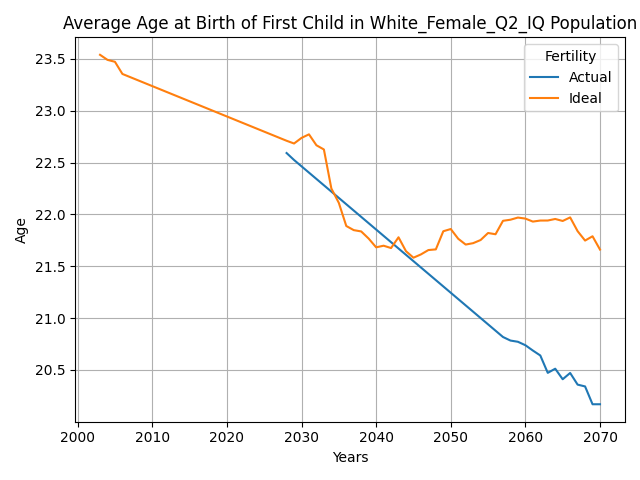 Average Age at Birth of First Child in White_Female_Q2_IQ Population
Fertility
Actual
Ideal
Age
23.5
23.0
22.5
22.0
21.5
21.0
20.5
2000
2010
2020
2030
2040
2050
2060
2070
Years